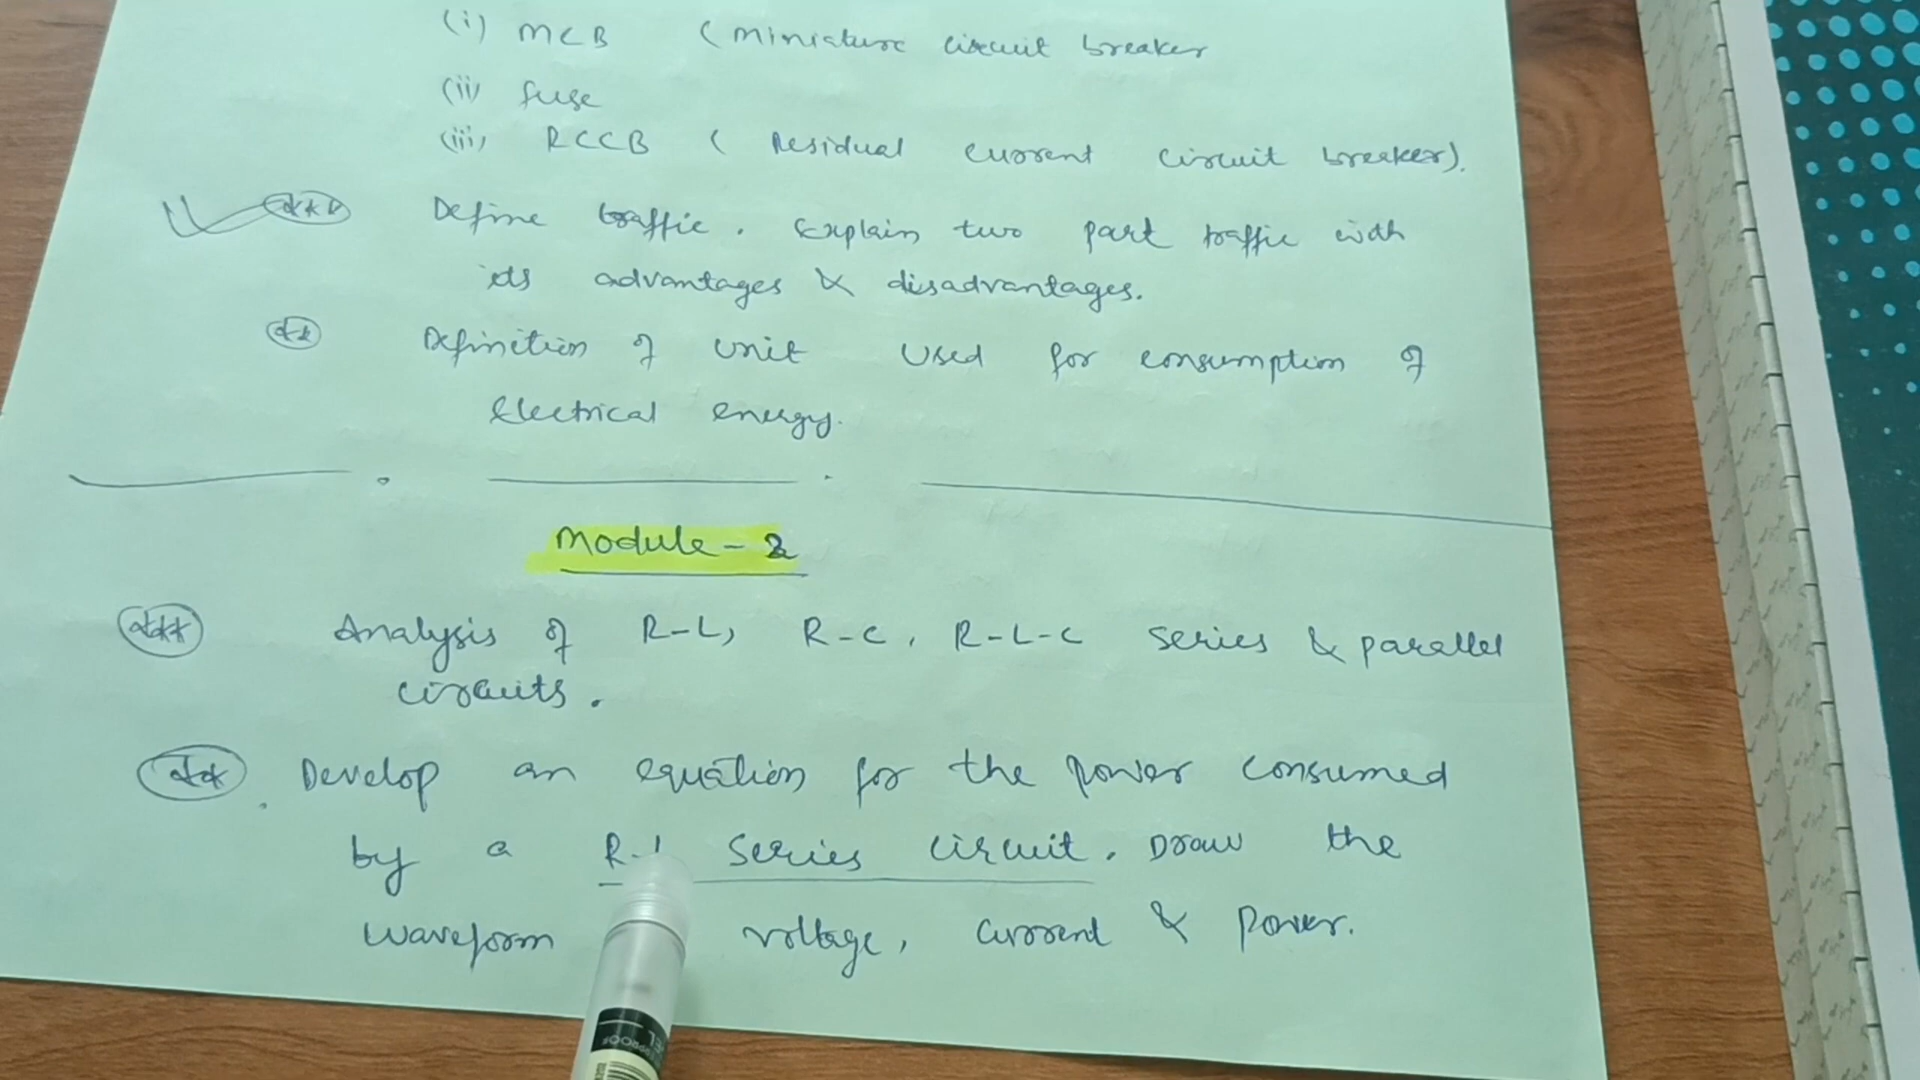 (i) MCB (Miniature circuit breaker
(ii) fuse
(iii) RCCB ( Residual current circuit breaker).
*** Define traffic. Explain two part traffic with
its advantages & disadvantages.
** Definition of unit used for consumption of
electrical energy.
Module-2
*** Analysis of R-L, R-C, R-L-C series & parallel
circuits.
** Develop an equation for the power consumed
by a R-L series circuit. Draw the
waveform voltage, current & power.